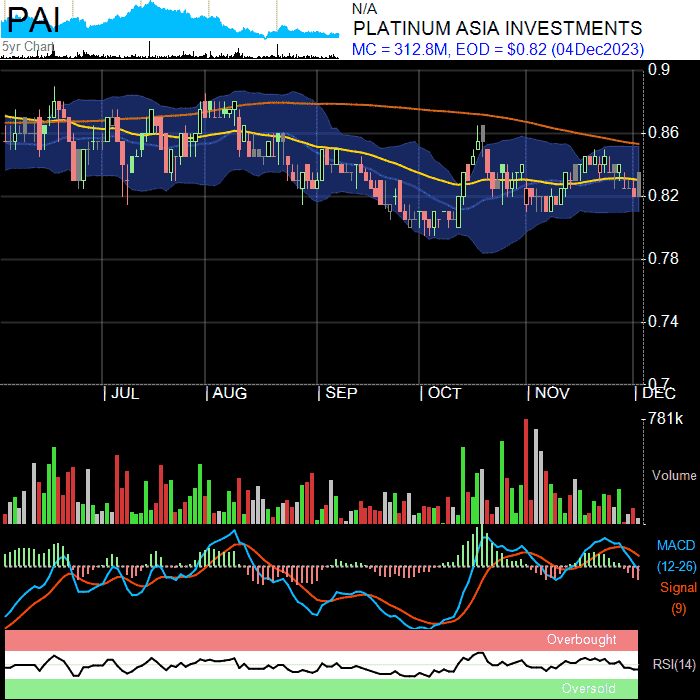 PAI
5yr Chart
N/A
PLATINUM ASIA INVESTMENTS
MC = 312.8M, EOD = $0.82 (04Dec2023)
0.9
0.86
0.82
0.78
0.74
0.7
JUL AUG SEP OCT NOV DEC
781k
Volume
MACD
(12-26)
Signal
(9)
Overbought
RSI(14)
Oversold